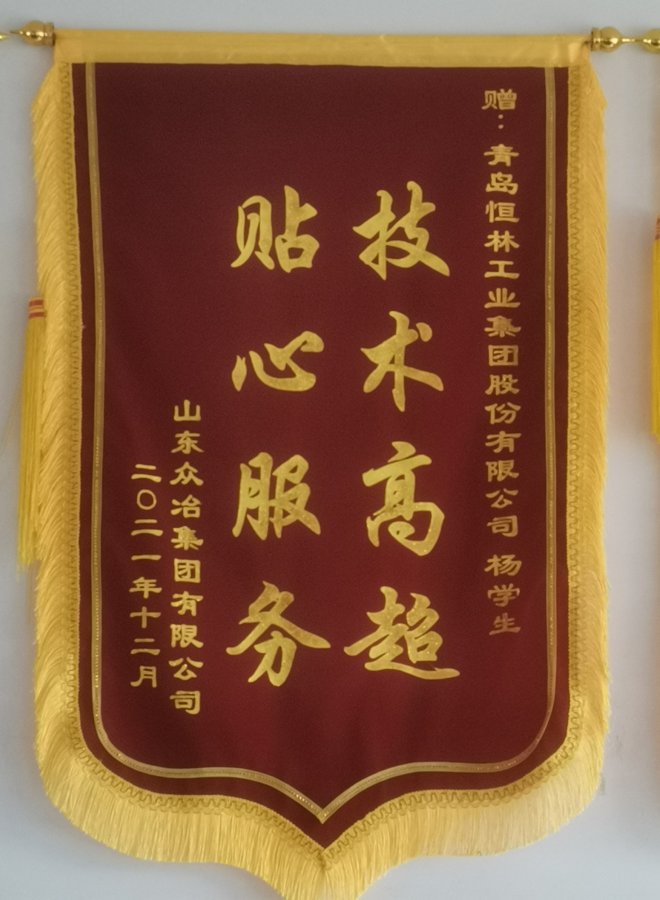 赠：青岛恒林工业集团股份有限公司 杨学生
技术高超
贴心服务
山东众冶集团有限公司
二〇二一年十二月